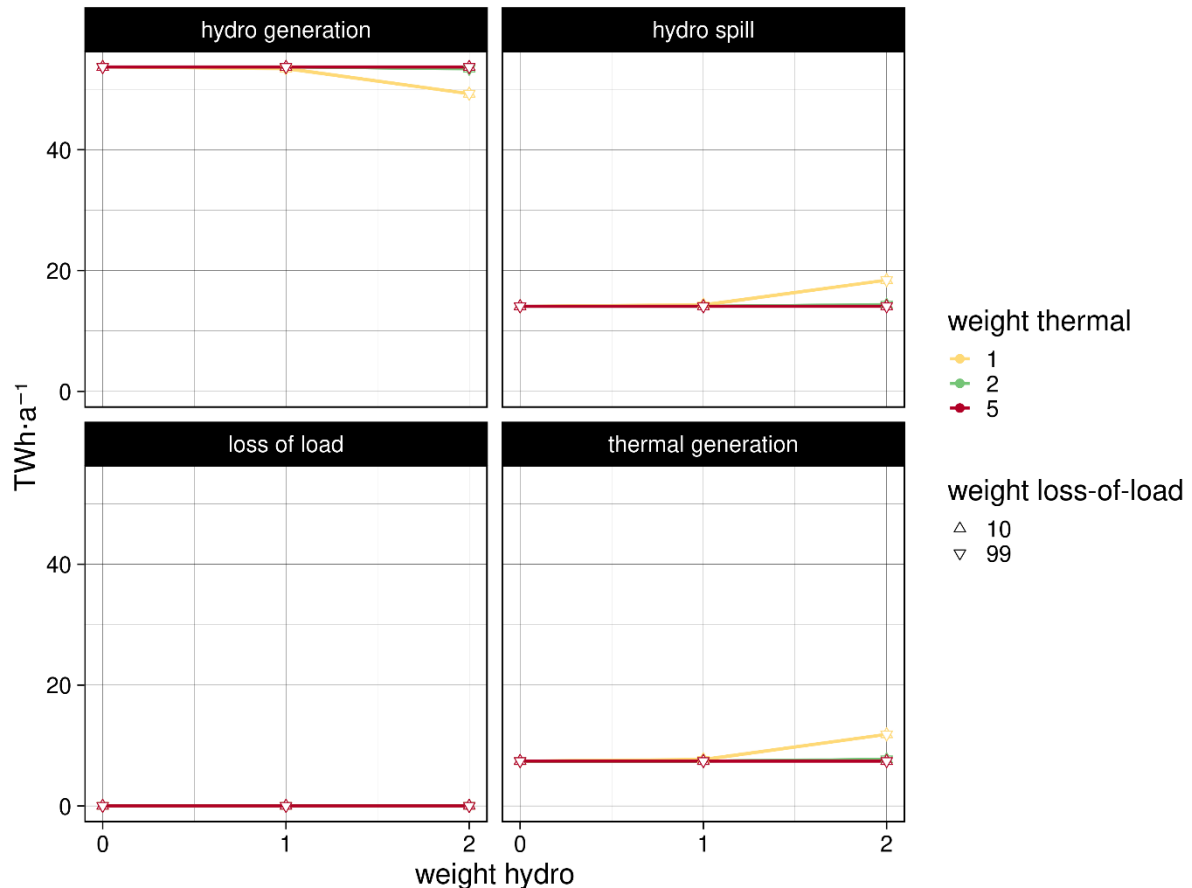 hydro generation
hydro spill
40
20
0
loss of load
thermal generation
40
20
0
TWh·a⁻¹
0 1 2
0 1 2
weight hydro
weight thermal
1
2
5
weight loss-of-load
10
99